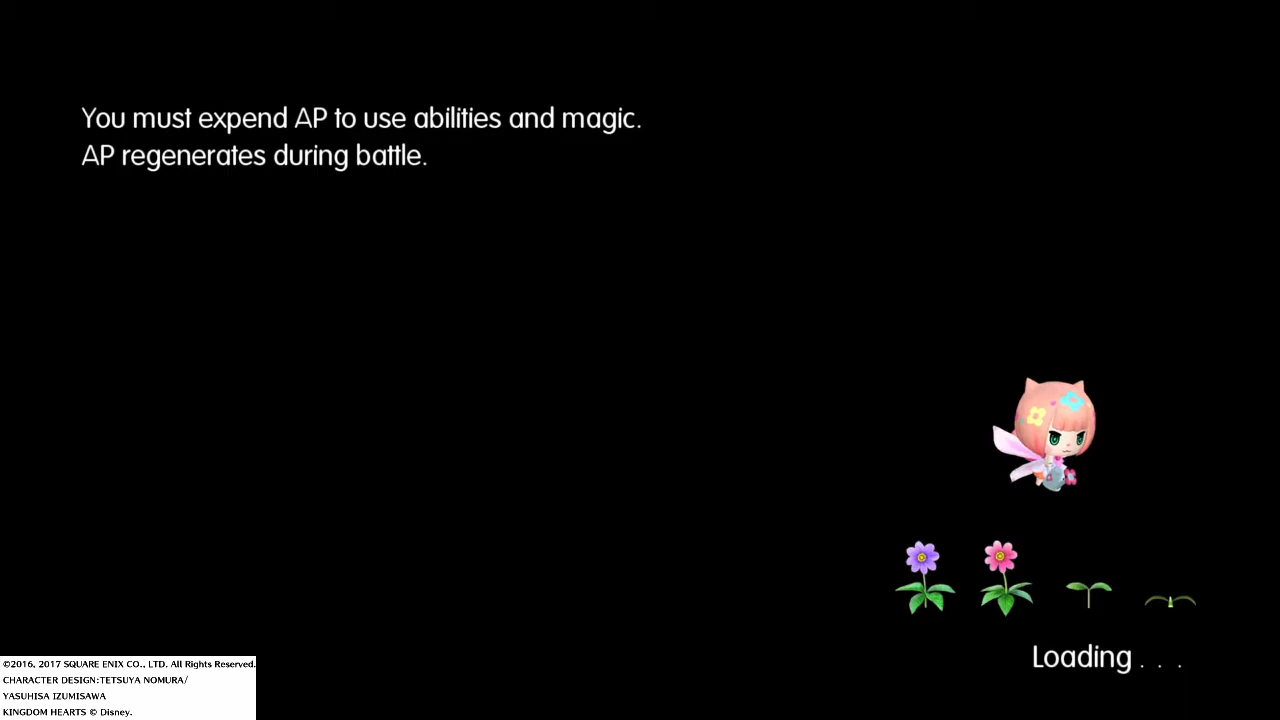 You must expend AP to use abilities and magic.
AP regenerates during battle.
Loading . . .
©2016, 2017 SQUARE ENIX CO., LTD. All Rights Reserved.
CHARACTER DESIGN:TETSUYA NOMURA/
YASUHISA IZUMISAWA
KINGDOM HEARTS © Disney.